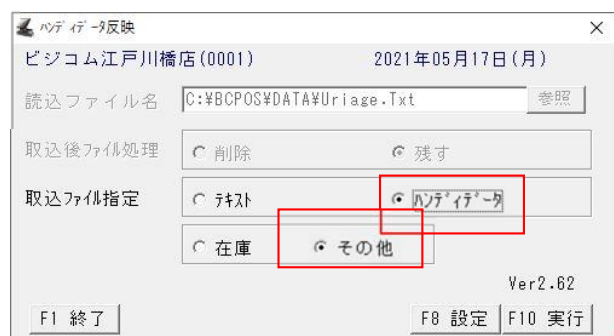 ﾊﾝﾃﾞｨﾃﾞｰﾀ反映
ビジコム江戸川橋店(0001) 2021年05月17日(月)
読込ファイル名 C:¥BCPOS¥DATA¥Uriage.Txt 参照
取込後ﾌｧｲﾙ処理 削除 残す
取込ﾌｧｲﾙ指定 ﾃｷｽﾄ ﾊﾝﾃﾞｨﾃﾞｰﾀ
在庫 その他
Ver2.62
F1 終了 F8 設定 F10 実行